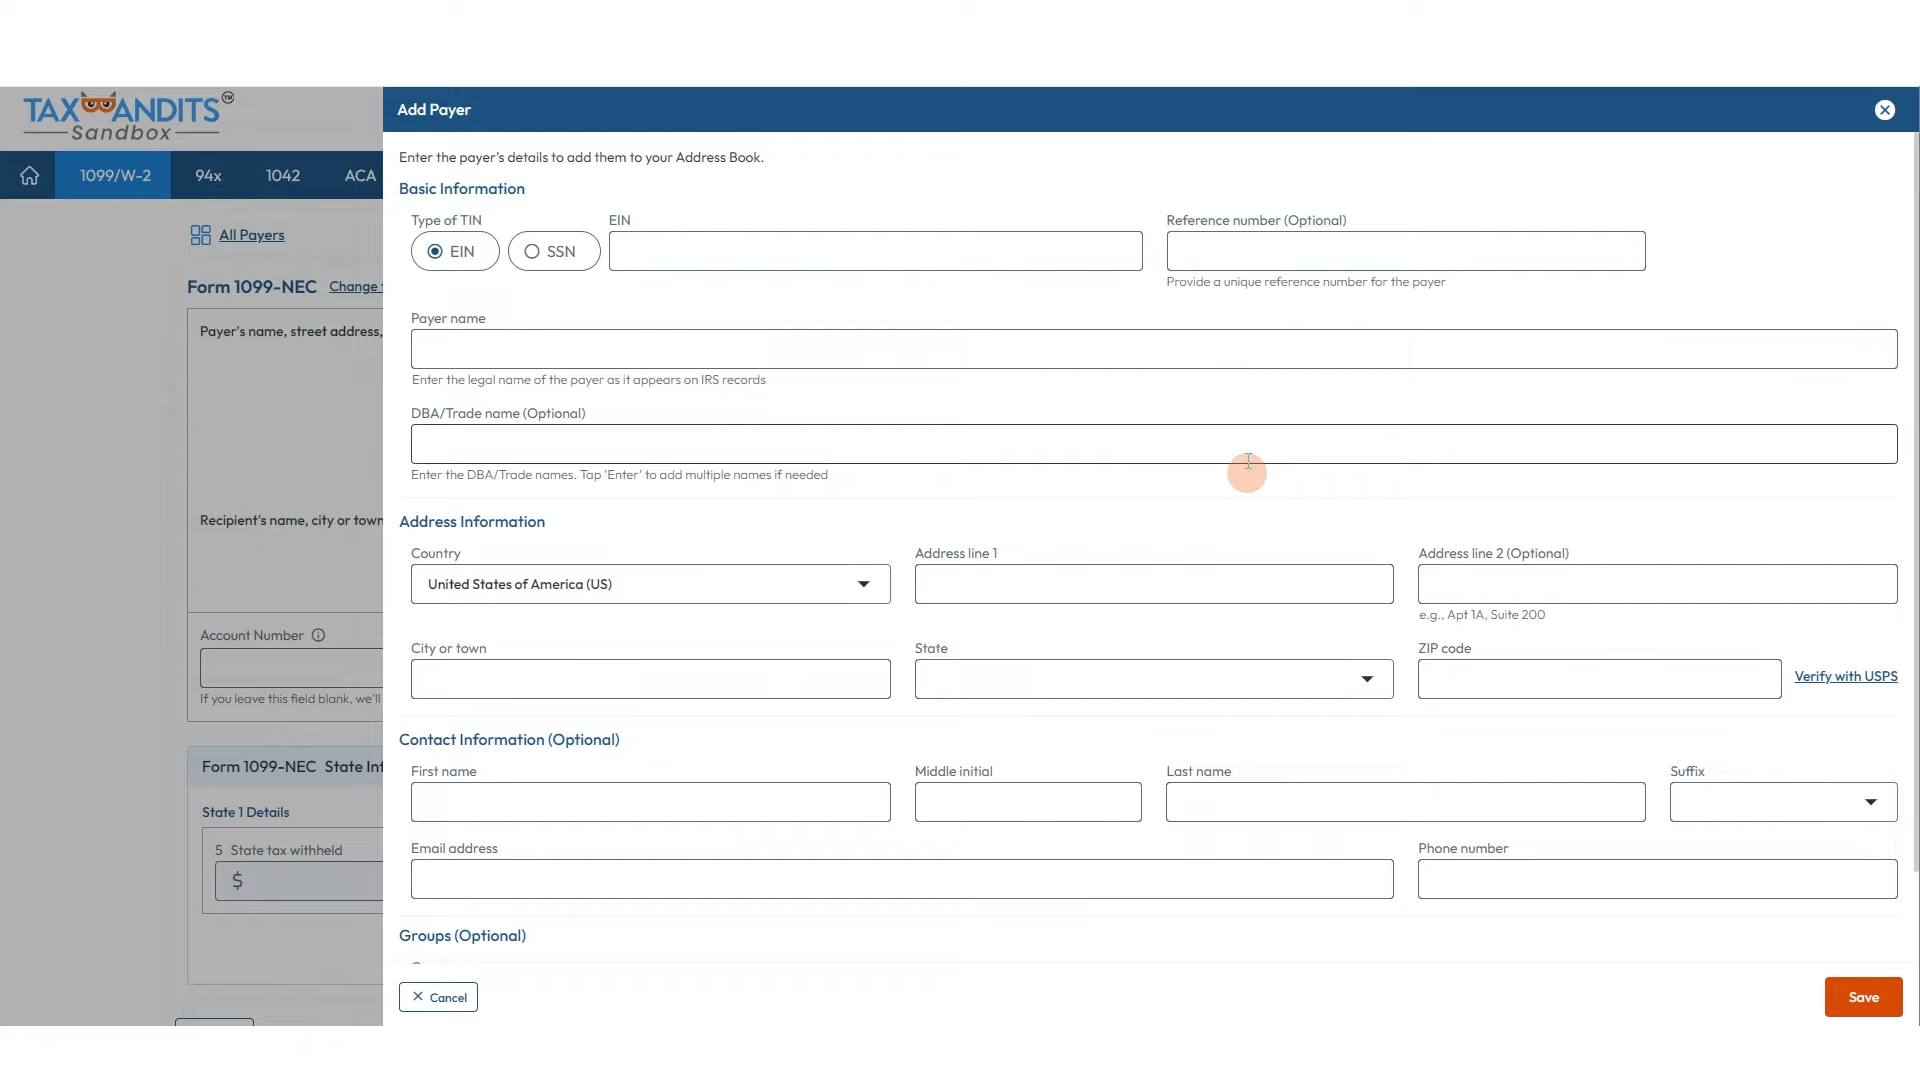 TAXBANDITS TM
Sandbox
1099/W-2 94x 1042 ACA
All Payers
Form 1099-NEC Change
Payer's name, street address,
Recipient's name, city or town
Account Number
If you leave this field blank, we'll
Form 1099-NEC State Inf
State 1 Details
5 State tax withheld
$
Add Payer
Enter the payer's details to add them to your Address Book.
Basic Information
Type of TIN EIN Reference number (Optional)
EIN SSN
Provide a unique reference number for the payer
Payer name
Enter the legal name of the payer as it appears on IRS records
DBA/Trade name (Optional)
Enter the DBA/Trade names. Tap ‘Enter’ to add multiple names if needed
Address Information
Country Address line 1 Address line 2 (Optional)
United States of America (US)
e.g., Apt 1A, Suite 200
City or town State ZIP code
Verify with USPS
Contact Information (Optional)
First name Middle initial Last name Suffix
Email address Phone number
Groups (Optional)
Cancel Save